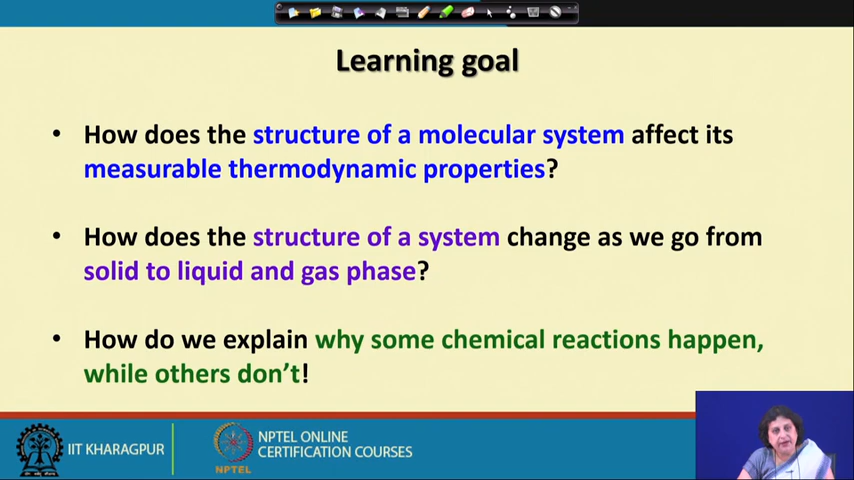 Learning goal
• How does the structure of a molecular system affect its
measurable thermodynamic properties?
• How does the structure of a system change as we go from
solid to liquid and gas phase?
• How do we explain why some chemical reactions happen,
while others don't!
IIT KHARAGPUR
NPTEL
NPTEL ONLINE
CERTIFICATION COURSES